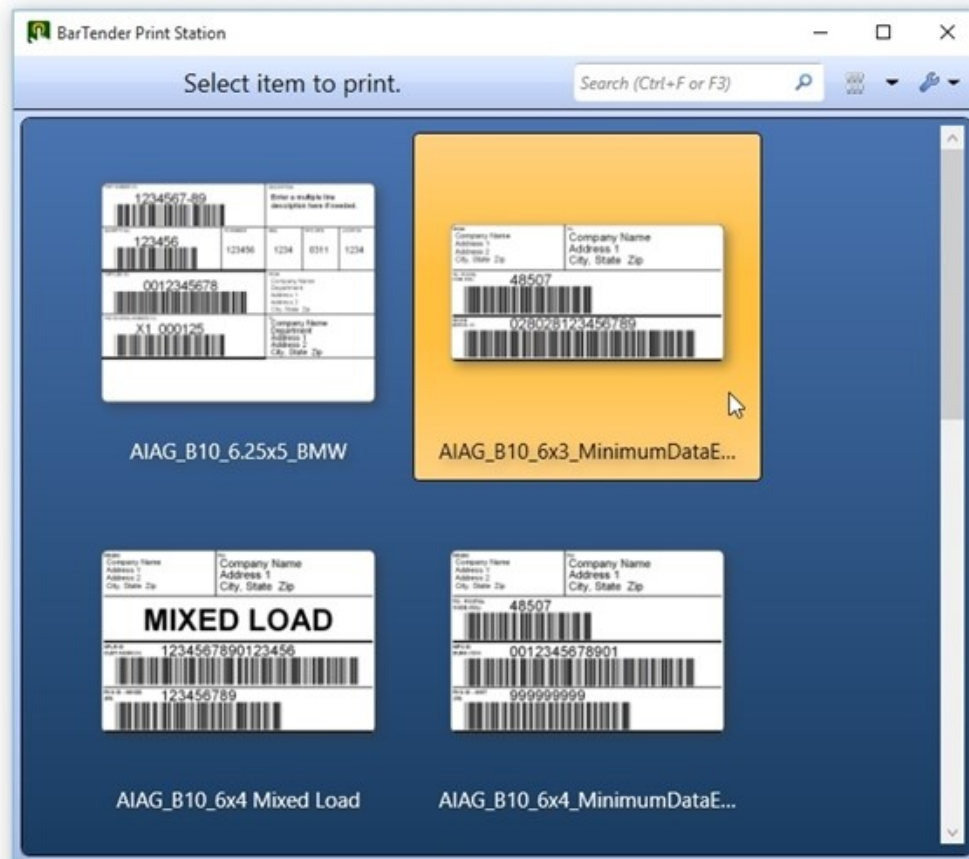 BarTender Print Station
Select item to print.
Search (Ctrl+F or F3)
1234567-89
Enter a multiple line
description here if needed.
123456
123456
1234
0311
1234
0012345678
Company Name
Department
Address 1
Address 2
City, State Zip
X1 000125
Company Name
Department
Address 1
Address 2
City, State Zip
AIAG_B10_6.25x5_BMW
Company Name
Address 1
Address 2
City, State Zip
Company Name
Address 1
City, State Zip
48507
028028123456789
AIAG_B10_6x3_MinimumDataE...
Company Name
Address 1
Address 2
City, State Zip
Company Name
Address 1
City, State Zip
MIXED LOAD
1234567890123456
123456789
AIAG_B10_6x4 Mixed Load
Company Name
Address 1
Address 2
City, State Zip
Company Name
Address 1
City, State Zip
48507
0012345678901
999999999
AIAG_B10_6x4_MinimumDataE...